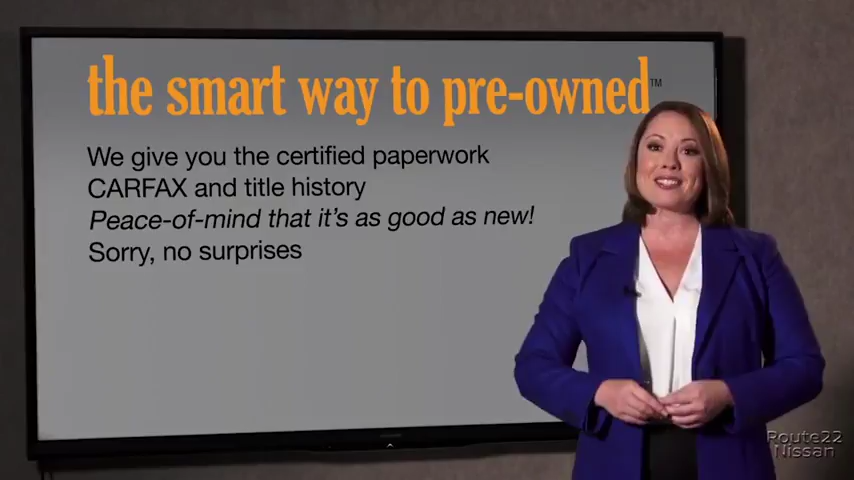 the smart way to pre-owned™
We give you the certified paperwork
CARFAX and title history
Peace-of-mind that it's as good as new!
Sorry, no surprises
Route22
Nissan